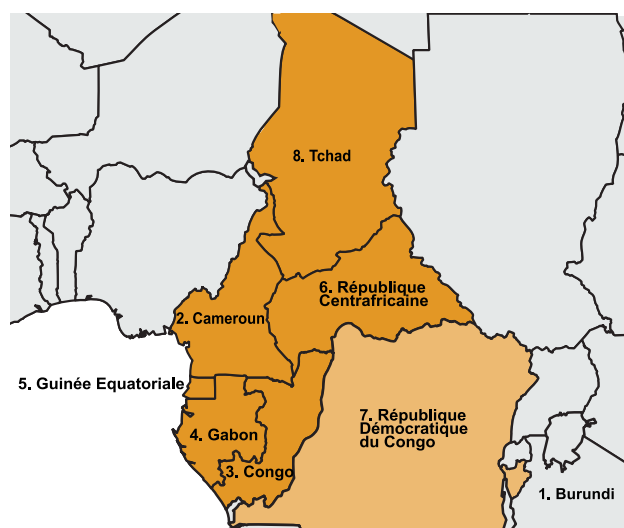 8. Tchad
6. République
Centrafricaine
2. Cameroun
5. Guinée Equatoriale
7. République
Démocratique
du Congo
4. Gabon
3. Congo
1. Burundi